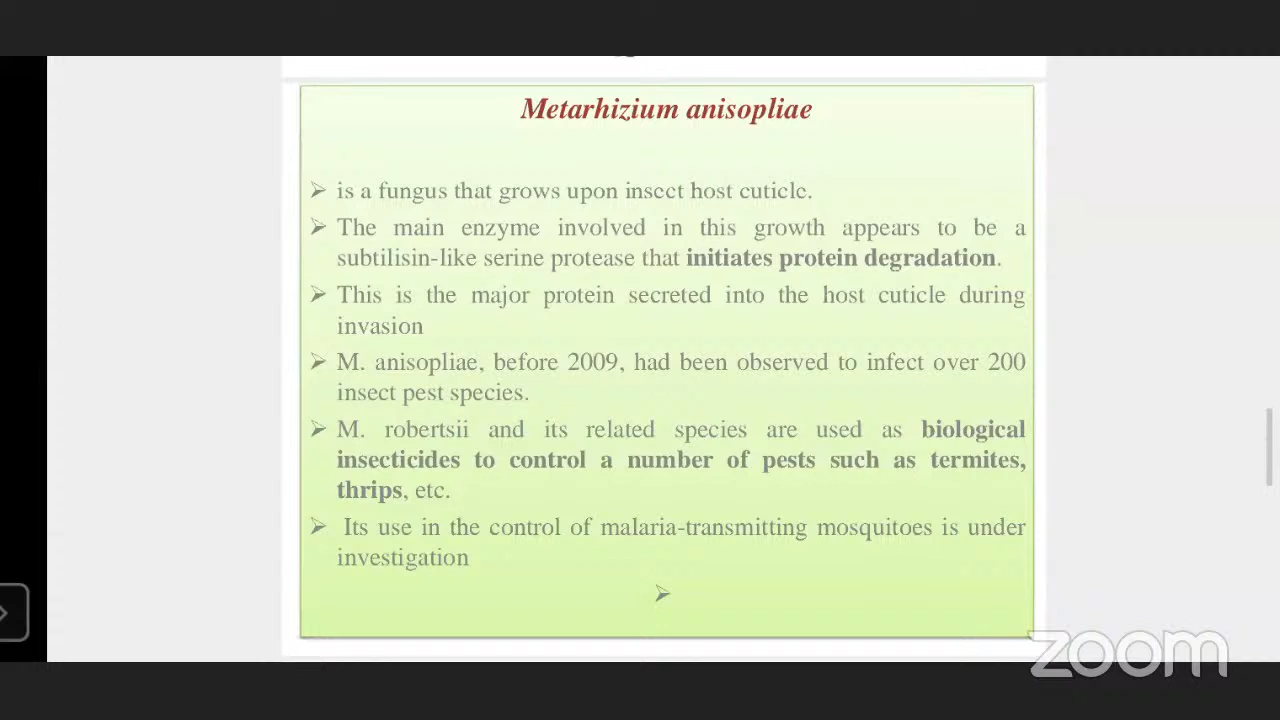 Metarhizium anisopliae
➢ is a fungus that grows upon insect host cuticle.
➢ The main enzyme involved in this growth appears to be a
subtilisin-like serine protease that initiates protein degradation.
➢ This is the major protein secreted into the host cuticle during
invasion
➢ M. anisopliae, before 2009, had been observed to infect over 200
insect pest species.
➢ M. robertsii and its related species are used as biological
insecticides to control a number of pests such as termites,
thrips, etc.
➢ Its use in the control of malaria-transmitting mosquitoes is under
investigation
➢
zoom